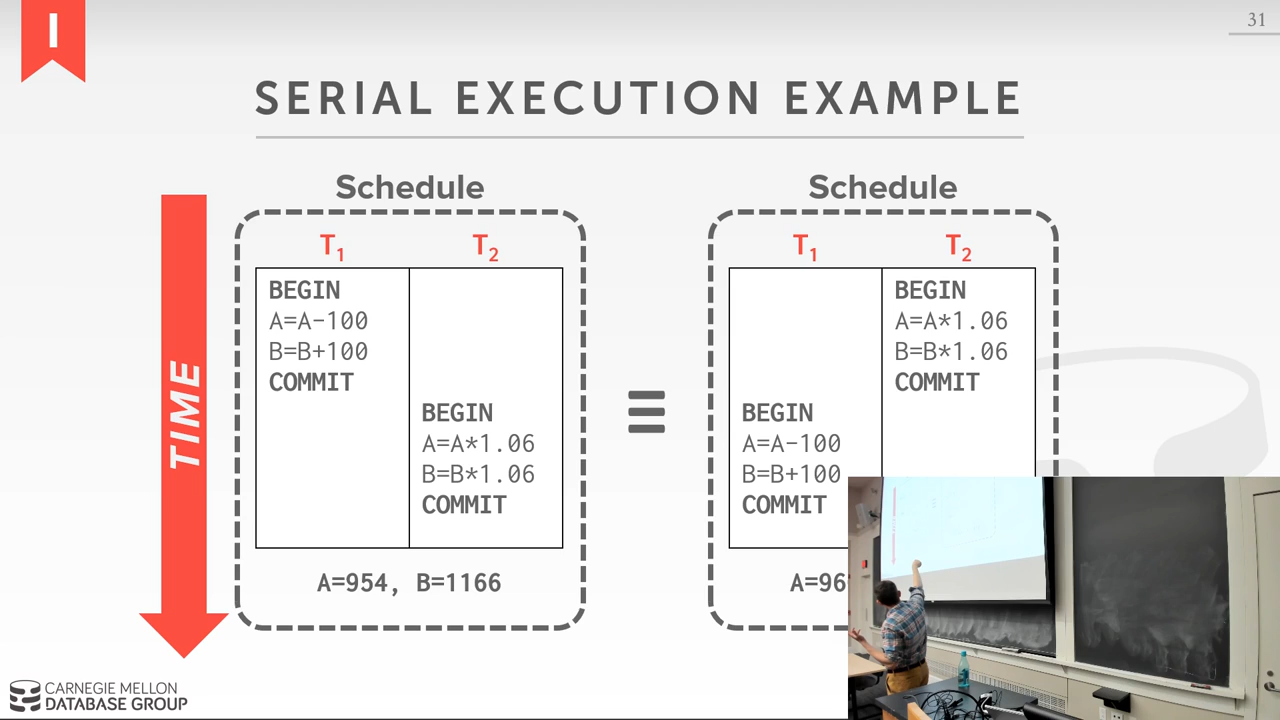 I
31
SERIAL EXECUTION EXAMPLE
TIME
Schedule
T1
T2
BEGIN
A=A-100
B=B+100
COMMIT
BEGIN
A=A*1.06
B=B*1.06
COMMIT
A=954, B=1166
≡
Schedule
T1
T2
BEGIN
A=A*1.06
B=B*1.06
COMMIT
BEGIN
A=A-100
B=B+100
COMMIT
A=96
CARNEGIE MELLON
DATABASE GROUP